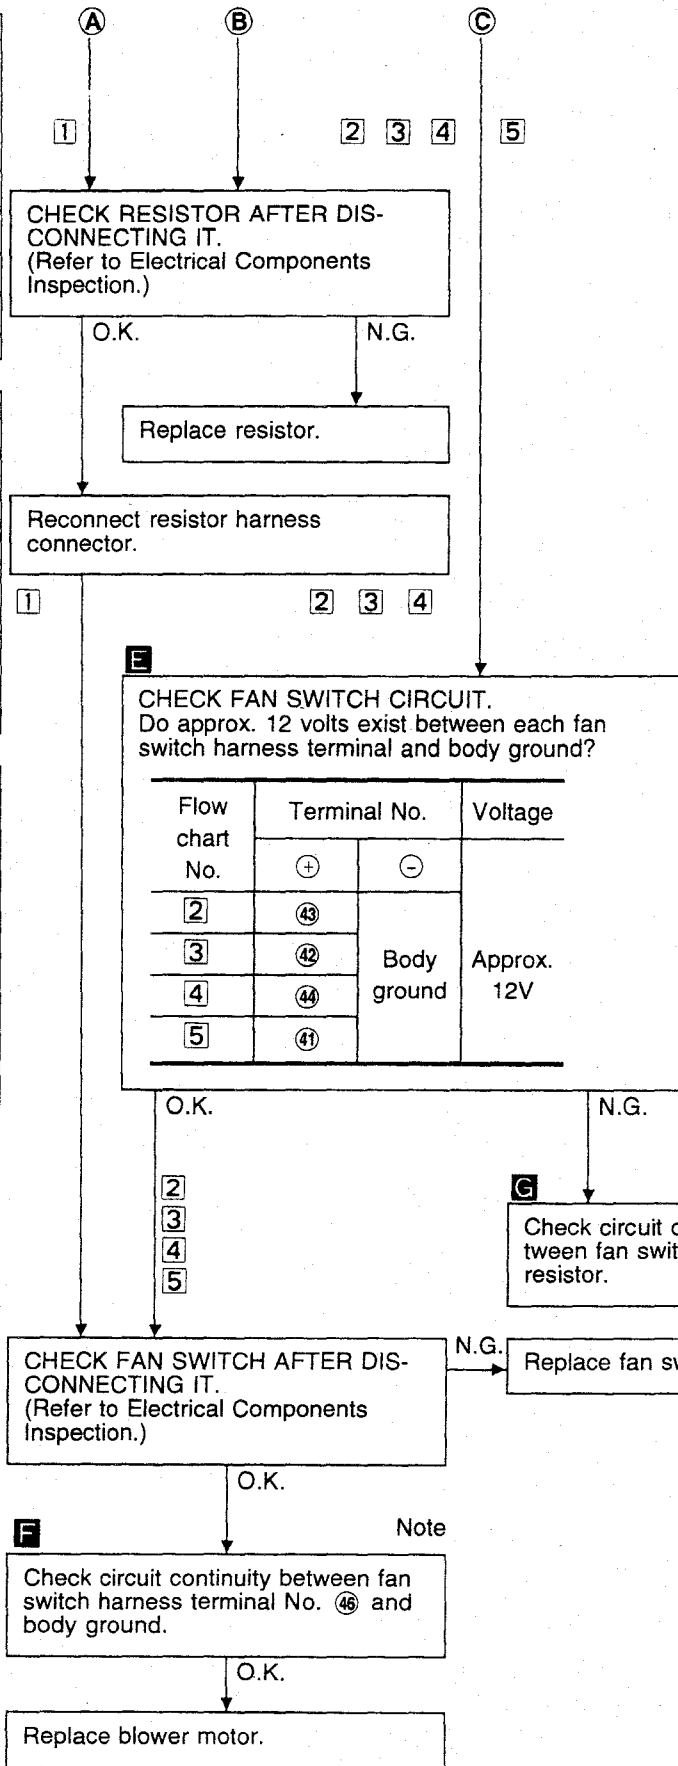 A B C
1 2 3 4 5
CHECK RESISTOR AFTER DIS-
CONNECTING IT.
(Refer to Electrical Components
Inspection.)
O.K. N.G.
Replace resistor.
Reconnect resistor harness
connector.
1 2 3 4
E
CHECK FAN SWITCH CIRCUIT.
Do approx. 12 volts exist between each fan
switch harness terminal and body ground?
Flow chart No. Terminal No. Voltage
+ -
2 43
3 42 Body ground Approx. 12V
4 44
5 41
O.K. N.G.
2
3
4
5
G
Check circuit
tween fan
resistor.
CHECK FAN SWITCH AFTER DIS-
CONNECTING IT.
(Refer to Electrical Components
Inspection.)
N.G.
Replace fan
O.K.
F Note
Check circuit continuity between fan
switch harness terminal No. 46 and
body ground.
O.K.
Replace blower motor.